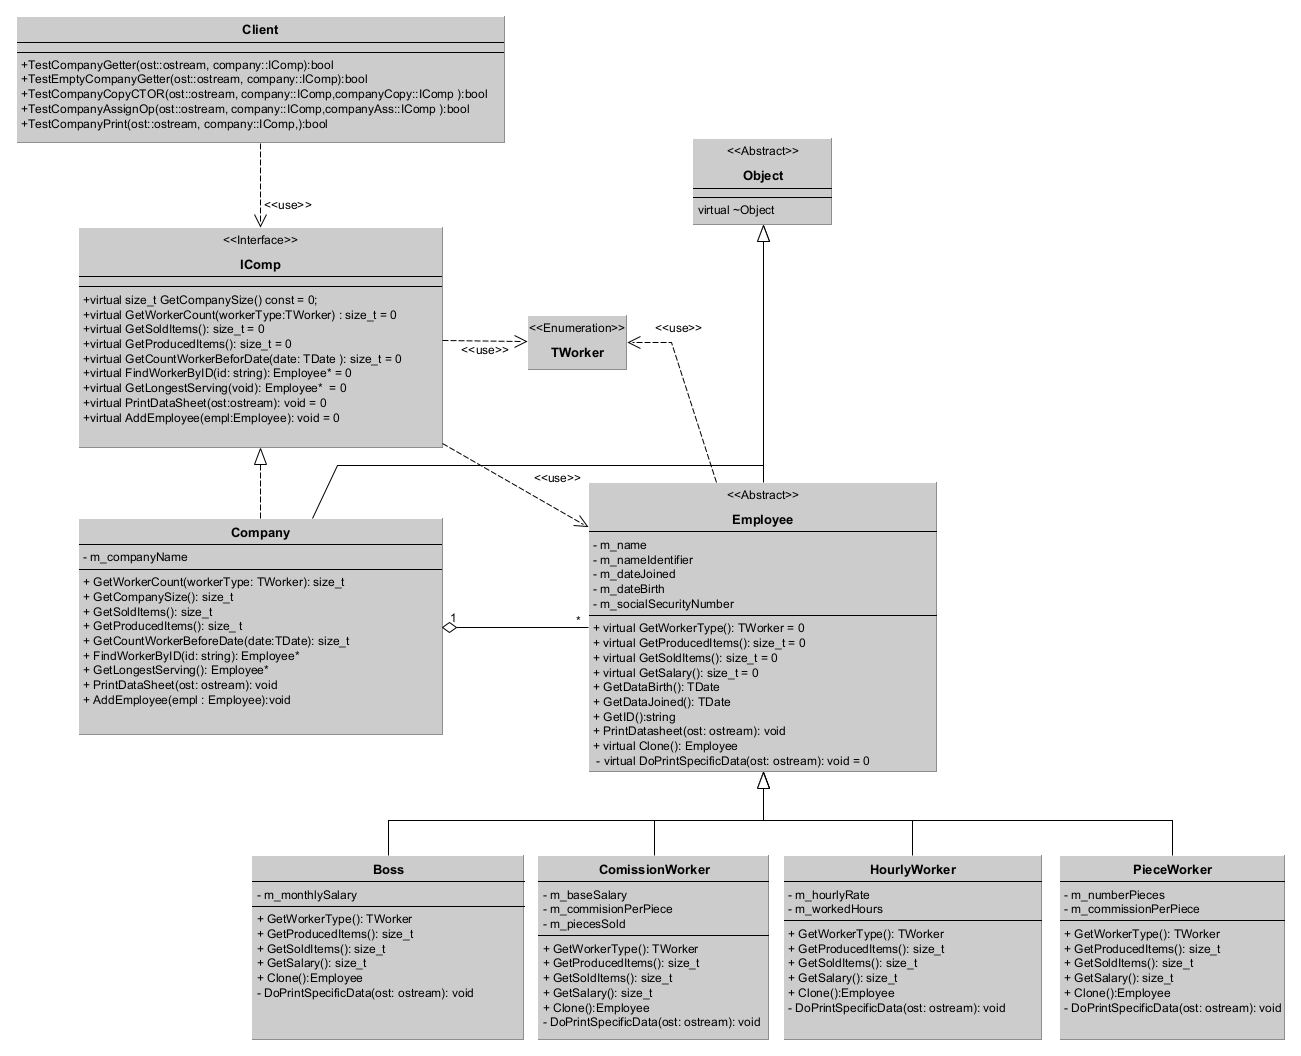 Client
+TestCompanyGetter(ost::ostream, company::IComp):bool
+TestEmptyCompanyGetter(ost::ostream, company::IComp):bool
+TestCompanyCopyCTOR(ost::ostream, company::IComp,companyCopy::IComp ):bool
+TestCompanyAssignOp(ost::ostream, company::IComp,companyAss::IComp ):bool
+TestCompanyPrint(ost::ostream, company::IComp,):bool
<<Abstract>>
Object
virtual ~Object
<<use>>
<<Interface>>
IComp
+virtual size_t GetCompanySize() const = 0;
+virtual GetWorkerCount(workerType:TWorker) : size_t = 0
+virtual GetSoldItems(): size_t = 0
+virtual GetProducedItems(): size_t = 0
+virtual GetCountWorkerBeforDate(date: TDate ): size_t = 0
+virtual FindWorkerByID(id: string): Employee* = 0
+virtual GetLongestServing(void): Employee*  = 0
+virtual PrintDataSheet(ost:ostream): void = 0
+virtual AddEmployee(empl:Employee): void = 0
<<use>>
<<Enumeration>>
TWorker
<<use>>
<<use>>
Company
- m_companyName
+ GetWorkerCount(workerType: TWorker): size_t
+ GetCompanySize(): size_t
+ GetSoldItems(): size_t
+ GetProducedItems(): size_t
+ GetCountWorkerBeforeDate(date:TDate): size_t
+ FindWorkerByID(id: string): Employee*
+ GetLongestServing(): Employee*
+ PrintDataSheet(ost: ostream): void
+ AddEmployee(empl : Employee):void
1
*
<<Abstract>>
Employee
- m_name
- m_nameIdentifier
- m_dateJoined
- m_dateBirth
- m_socialSecurityNumber
+ virtual GetWorkerType(): TWorker = 0
+ virtual GetProducedItems(): size_t = 0
+ virtual GetSoldItems(): size_t = 0
+ virtual GetSalary(): size_t = 0
+ GetDataBirth(): TDate
+ GetDataJoined(): TDate
+ GetID():string
+ PrintDatasheet(ost: ostream): void
+ virtual Clone(): Employee
- virtual DoPrintSpecificData(ost: ostream): void = 0
Boss
- m_monthlySalary
+ GetWorkerType(): TWorker
+ GetProducedItems(): size_t
+ GetSoldItems(): size_t
+ GetSalary(): size_t
+ Clone():Employee
- DoPrintSpecificData(ost: ostream): void
ComissionWorker
- m_baseSalary
- m_commisionPerPiece
- m_piecesSold
+ GetWorkerType(): TWorker
+ GetProducedItems(): size_t
+ GetSoldItems(): size_t
+ GetSalary(): size_t
+ Clone():Employee
- DoPrintSpecificData(ost: ostream): void
HourlyWorker
- m_hourlyRate
- m_workedHours
+ GetWorkerType(): TWorker
+ GetProducedItems(): size_t
+ GetSoldItems(): size_t
+ GetSalary(): size_t
+ Clone():Employee
- DoPrintSpecificData(ost: ostream): void
PieceWorker
- m_numberPieces
- m_commissionPerPiece
+ GetWorkerType(): TWorker
+ GetProducedItems(): size_t
+ GetSoldItems(): size_t
+ GetSalary(): size_t
+ Clone():Employee
- DoPrintSpecificData(ost: ostream): void